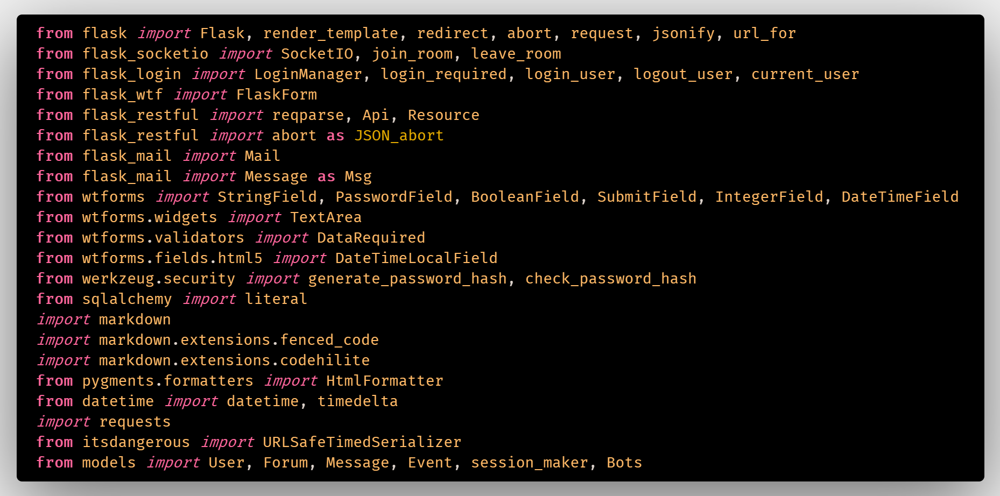 from flask import Flask, render_template, redirect, abort, request, jsonify, url_for
from flask_socketio import SocketIO, join_room, leave_room
from flask_login import LoginManager, login_required, login_user, logout_user, current_user
from flask_wtf import FlaskForm
from flask_restful import reqparse, Api, Resource
from flask_restful import abort as JSON_abort
from flask_mail import Mail
from flask_mail import Message as Msg
from wtforms import StringField, PasswordField, BooleanField, SubmitField, IntegerField, DateTimeField
from wtforms.widgets import TextArea
from wtforms.validators import DataRequired
from wtforms.fields.html5 import DateTimeLocalField
from werkzeug.security import generate_password_hash, check_password_hash
from sqlalchemy import literal
import markdown
import markdown.extensions.fenced_code
import markdown.extensions.codehilite
from pygments.formatters import HtmlFormatter
from datetime import datetime, timedelta
import requests
from itsdangerous import URLSafeTimedSerializer
from models import User, Forum, Message, Event, session_maker, Bots